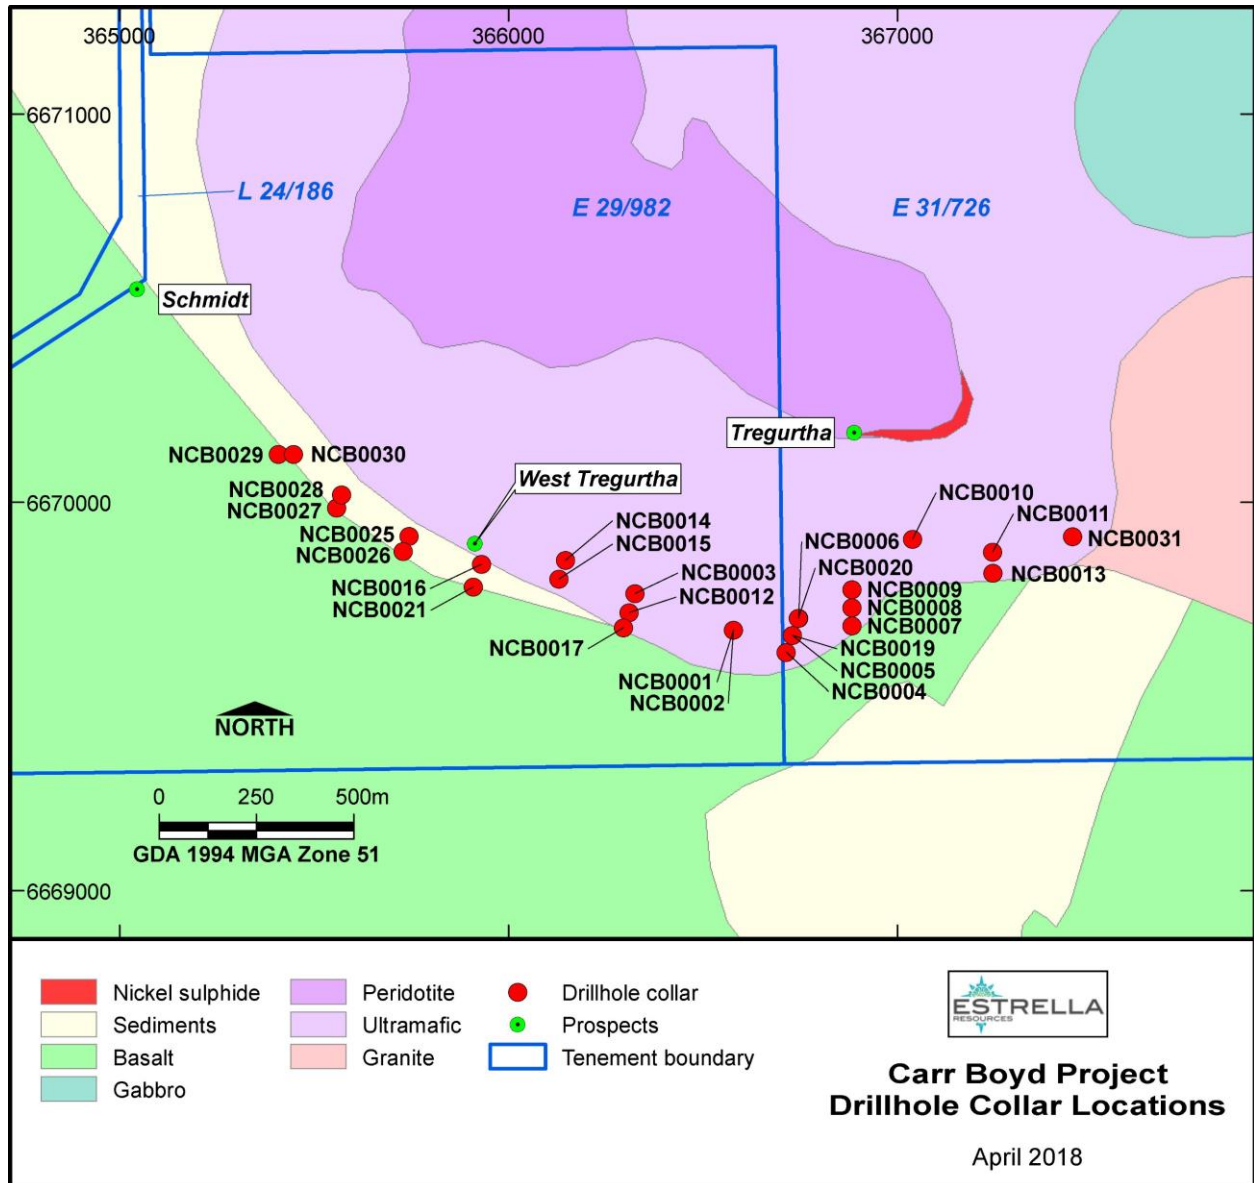 365000
366000
367000
6671000
L 24/186
E 29/982
E 31/726
Schmidt
Tregurtha
NCB0029
NCB0030
West Tregurtha
6670000
NCB0028
NCB0027
NCB0025
NCB0026
NCB0016
NCB0021
NCB0014
NCB0015
NCB0003
NCB0012
NCB0017
NCB0001
NCB0002
NCB0006
NCB0020
NCB0010
NCB0011
NCB0031
NCB0013
NCB0009
NCB0008
NCB0007
NCB0019
NCB0005
NCB0004
NORTH
0 250 500m
GDA 1994 MGA Zone 51
6669000
Nickel sulphide
Sediments
Basalt
Gabbro
Peridotite
Ultramafic
Granite
Drillhole collar
Prospects
Tenement boundary
ESTRELLA
RESOURCES
Carr Boyd Project
Drillhole Collar Locations
April 2018